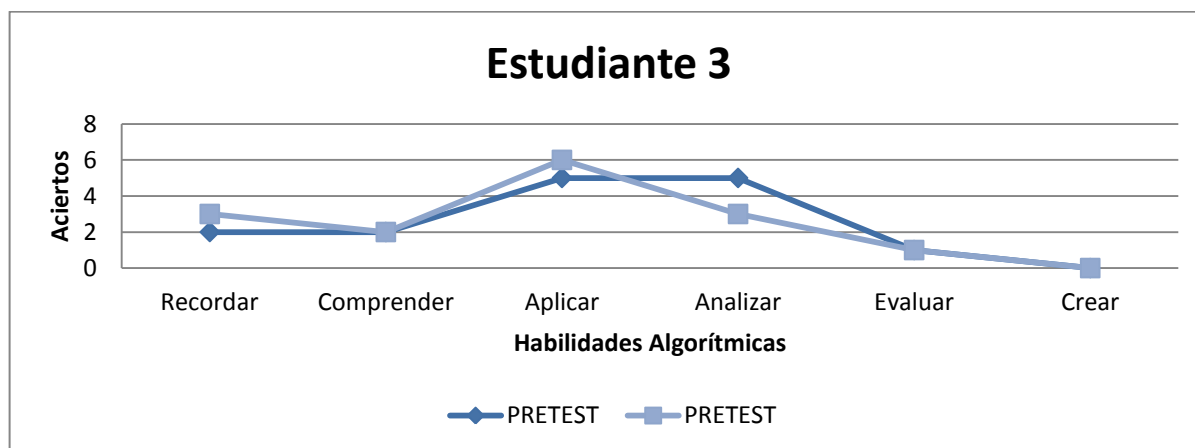 Estudiante 3
Aciertos
8
6
4
2
0
Recordar Comprender Aplicar Analizar Evaluar Crear
Habilidades Algorítmicas
PRETEST PRETEST